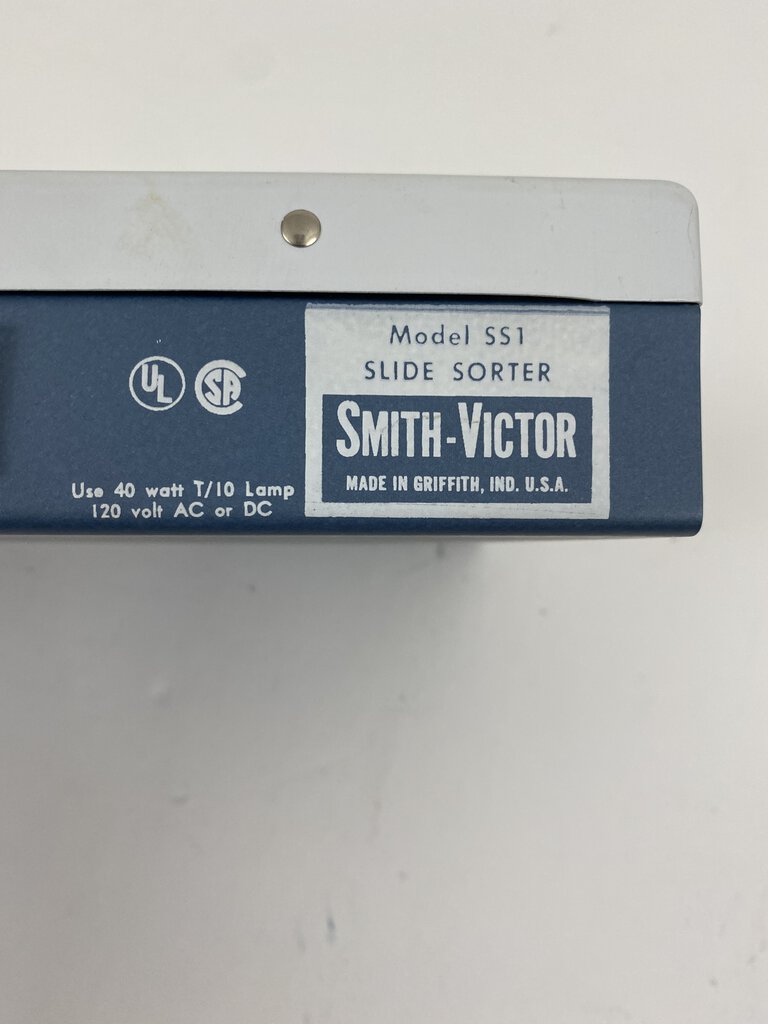 Model SS1
SLIDE SORTER
SMITH-VICTOR
MADE IN GRIFFITH, IND. U.S.A.
UL
SA
Use 40 watt T/10 Lamp
120 volt AC or DC